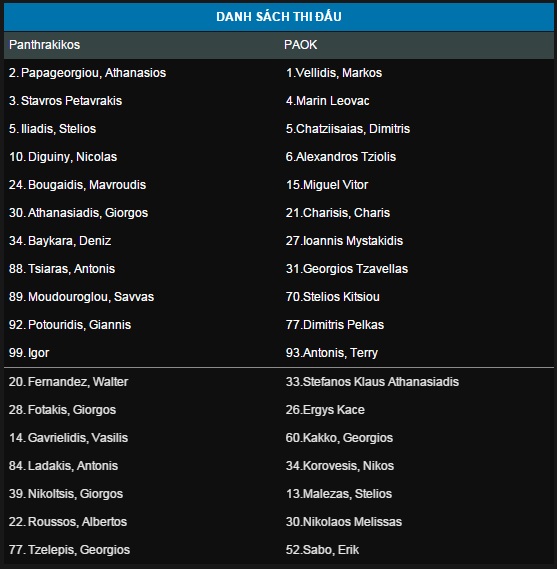 DANH SÁCH THI ĐẤU
Panthrakikos PAOK
2. Papageorgiou, Athanasios 1.Vellidis, Markos
3. Stavros Petavrakis 4.Marin Leovac
5. Iliadis, Stelios 5.Chatziisaias, Dimitris
10. Diguiny, Nicolas 6.Alexandros Tziolis
24. Bougaidis, Mavroudis 15.Miguel Vitor
30. Athanasiadis, Giorgos 21.Charisis, Charis
34. Baykara, Deniz 27.Ioannis Mystakidis
88. Tsiaras, Antonis 31.Georgios Tzavellas
89. Moudouroglou, Savvas 70.Stelios Kitsiou
92. Potouridis, Giannis 77.Dimitris Pelkas
99. Igor 93.Antonis, Terry
20. Fernandez, Walter 33.Stefanos Klaus Athanasiadis
28. Fotakis, Giorgos 26.Ergys Kace
14. Gavrielidis, Vasilis 60.Kakko, Georgios
84. Ladakis, Antonis 34.Korovesis, Nikos
39. Nikoltsis, Giorgos 13.Malezas, Stelios
22. Roussos, Albertos 30.Nikolaos Melissas
77. Tzelepis, Georgios 52.Sabo, Erik